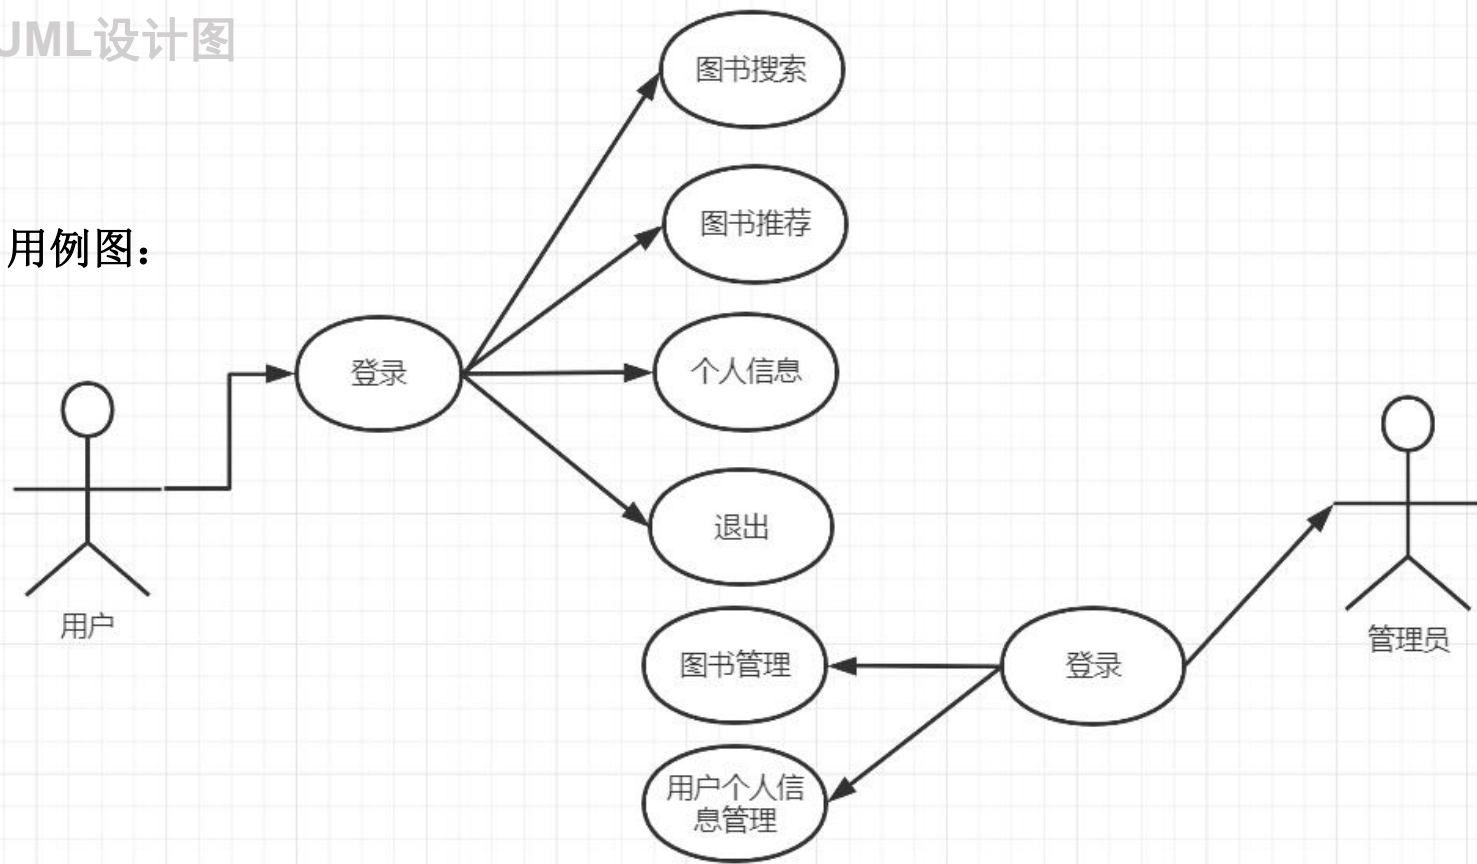 UML设计图
图书搜索
图书推荐
用例图：
登录
个人信息
退出
用户
图书管理
登录
管理员
用户个人信
息管理